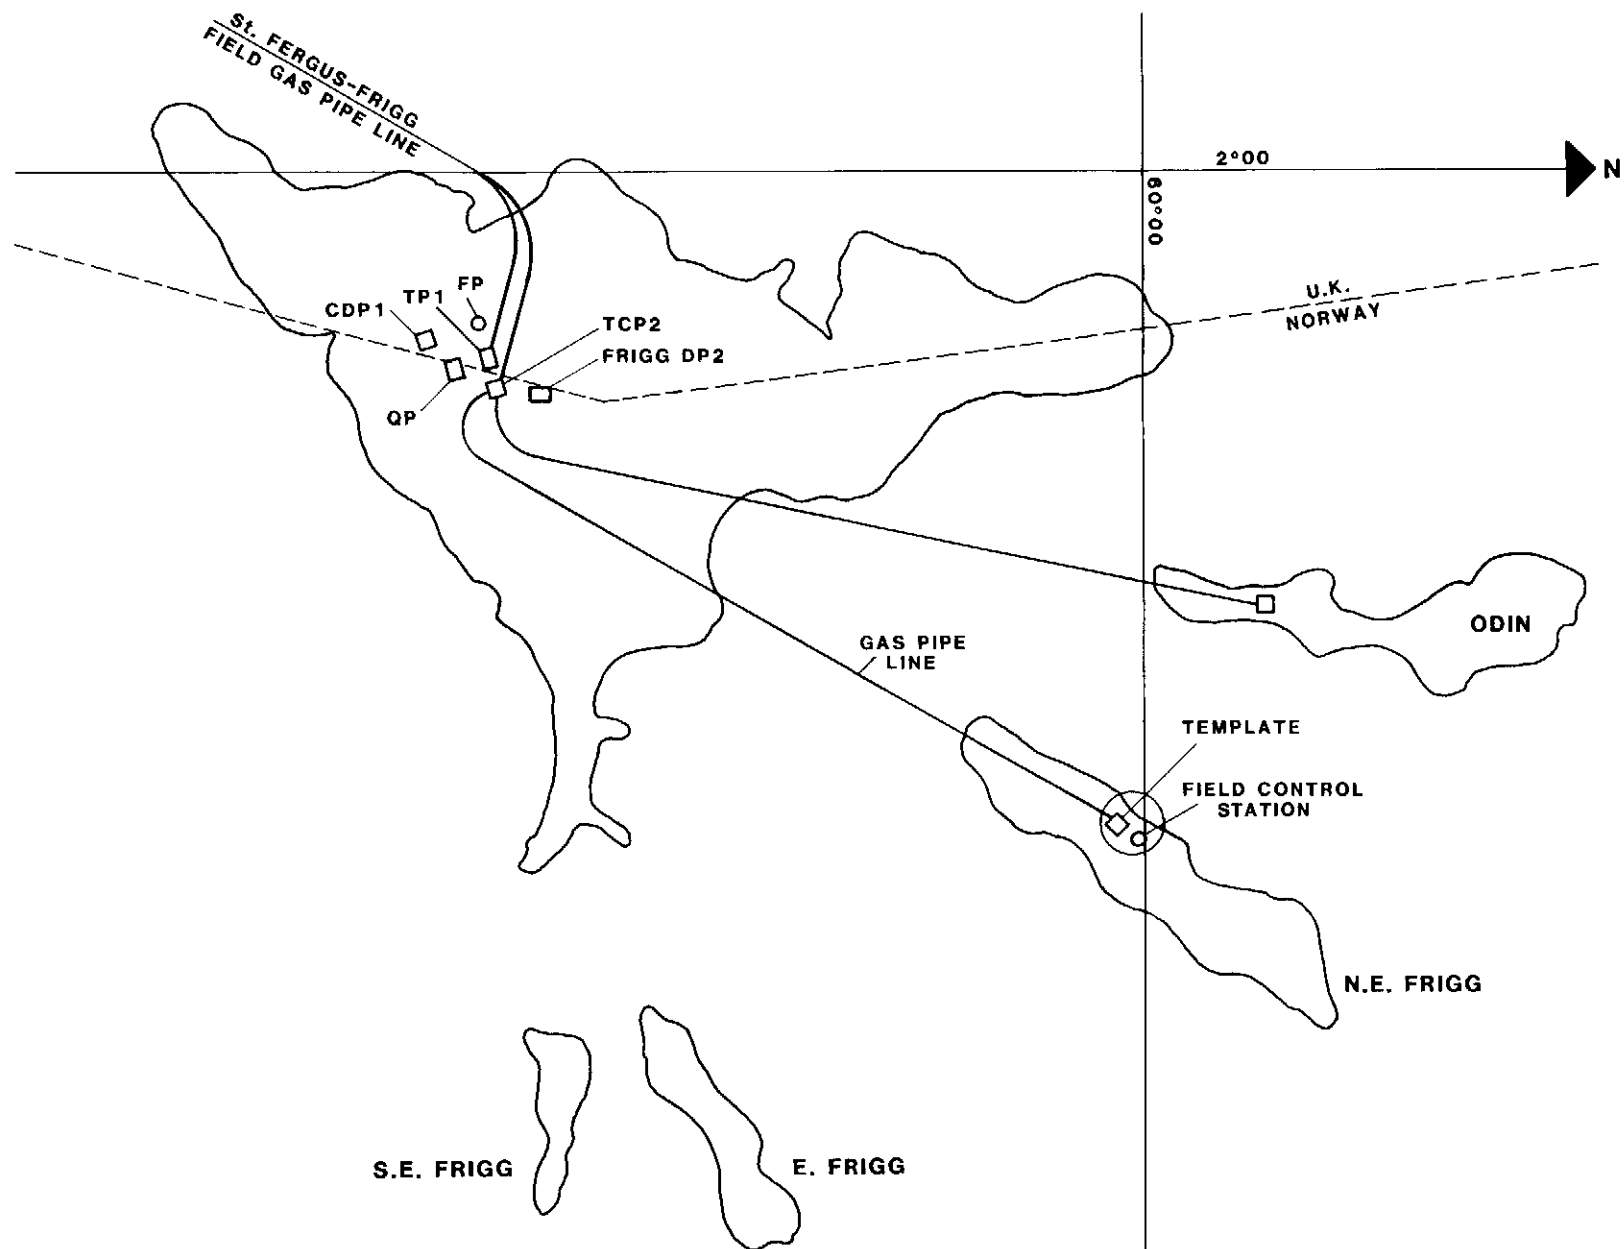 St. FERGUS-FRIGG
FIELD GAS PIPE LINE
2°00
N
60°00
FP
TP1
CDP1
U.K.
NORWAY
TCP2
FRIGG DP2
QP
ODIN
GAS PIPE
LINE
TEMPLATE
FIELD CONTROL
STATION
N.E. FRIGG
S.E. FRIGG
E. FRIGG